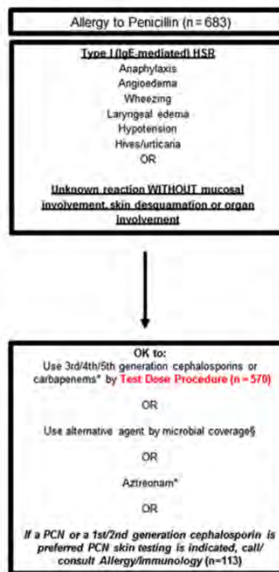 Allergy to Penicillin (n = 683)
Type I (IgE-mediated) HSR
Anaphylaxis
Angioedema
Wheezing
Laryngeal edema
Hypotension
Hives/urticaria
OR
Unknown reaction WITHOUT mucosal
involvement, skin desquamation or organ
involvement
OK to:
Use 3rd/4th/5th generation cephalosporins or
carbapenems* by Test Dose Procedure (n = 570)
OR
Use alternative agent by microbial coverage§
OR
Aztreonam*
OR
If a PCN or a 1st/2nd generation cephalosporin is
preferred PCN skin testing is indicated, call/
consult Allergy/Immunology (n=113)